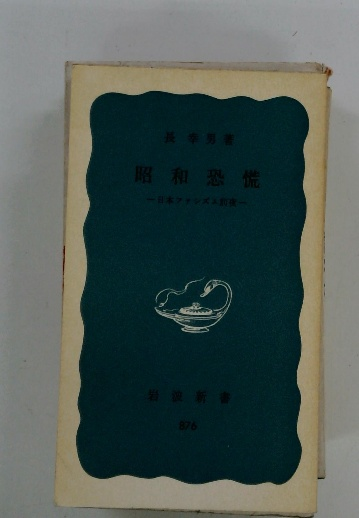 長 幸男著
昭和恐慌
—日本ファシズム前夜—
岩波新書
876